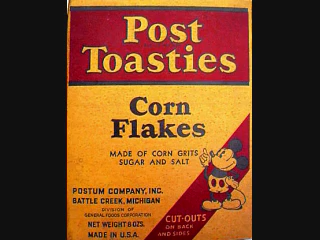 Post
Toasties
Corn
Flakes
MADE OF CORN GRITS
SUGAR AND SALT
POSTUM COMPANY, INC.
BATTLE CREEK, MICHIGAN
DIVISION OF
GENERAL FOODS CORPORATION
NET WEIGHT 8 OZS.
MADE IN U.S.A.
CUT-OUTS
ON BACK
AND SIDES